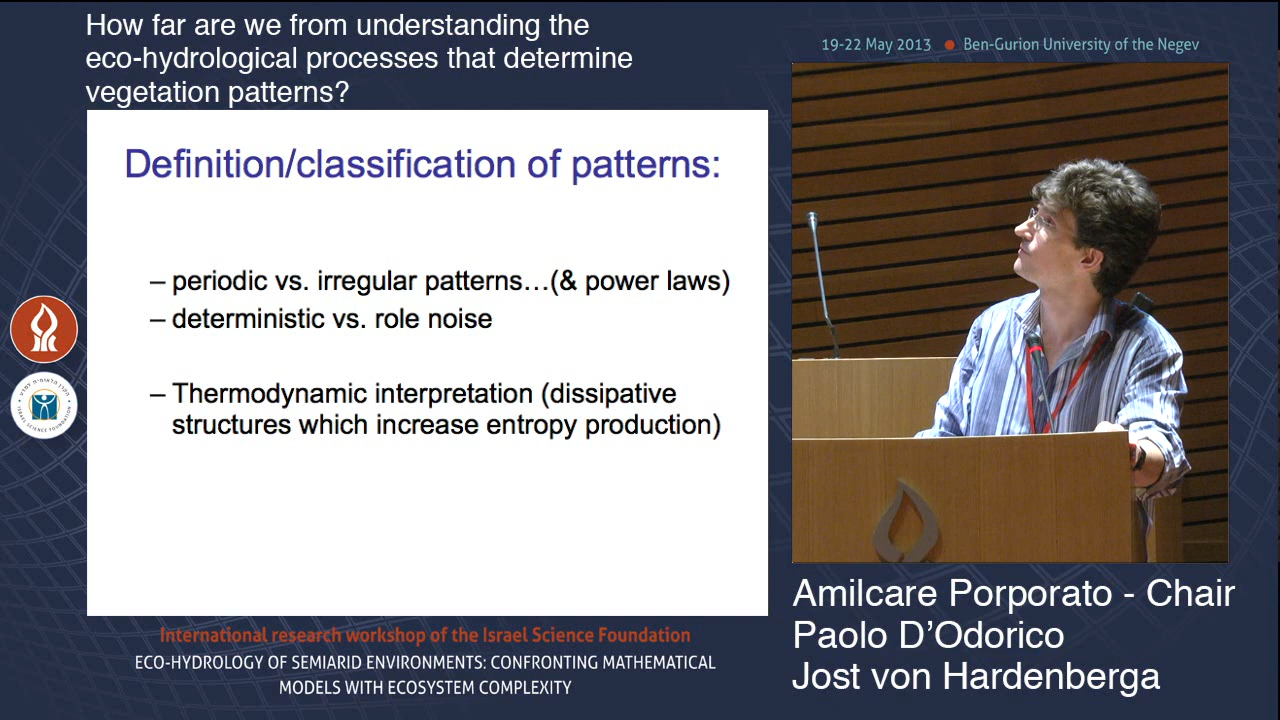 How far are we from understanding the
eco-hydrological processes that determine
vegetation patterns?
19-22 May 2013 ● Ben-Gurion University of the Negev
Definition/classification of patterns:
– periodic vs. irregular patterns…(& power laws)
– deterministic vs. role noise
– Thermodynamic interpretation (dissipative
structures which increase entropy production)
ISRAEL SCIENCE FOUNDATION
International research workshop of the Israel Science Foundation
ECO-HYDROLOGY OF SEMIARID ENVIRONMENTS: CONFRONTING MATHEMATICAL
MODELS WITH ECOSYSTEM COMPLEXITY
Amilcare Porporato - Chair
Paolo D’Odorico
Jost von Hardenberga